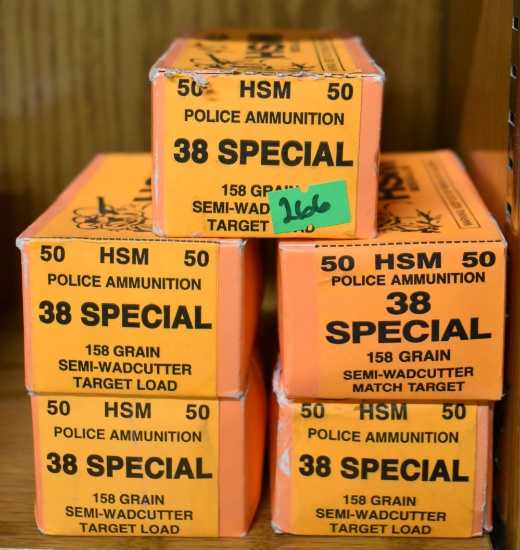 HSM
50 HSM 50
POLICE AMMUNITION
38 SPECIAL
158 GRAIN
SEMI-WAD
TARGET
266
50 HSM 50
POLICE AMMUNITION
38 SPECIAL
158 GRAIN
SEMI-WADCUTTER
TARGET LOAD
50 HSM 50
POLICE AMMUNITION
38
SPECIAL
158 GRAIN
SEMI-WADCUTTER
MATCH TARGET
50 HSM 50
POLICE AMMUNITION
38 SPECIAL
158 GRAIN
SEMI-WADCUTTER
TARGET LOAD
50 HSM 50
POLICE AMMUNITION
38 SPECIAL
158 GRAIN
SEMI-WADCUTTER
TARGET LOAD